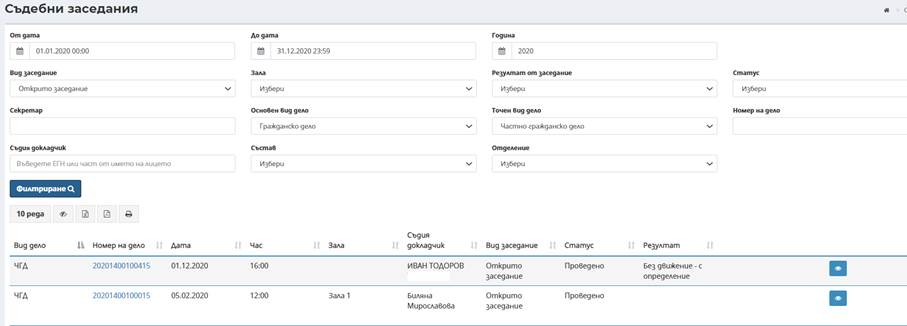 Съдебни заседания
От дата До дата Година
01.01.2020 00:00 31.12.2020 23:59 2020
Вид заседание Зала Резултат от заседание Статус
Открито заседание Избери Избери Избери
Секретар Основен вид дело Точен вид дело Номер на дело
Гражданско дело Частно гражданско дело
Съдия докладчик Състав Отделение
Въведете ЕГН или част от името на лицето Избери Избери
Филтриране
10 реда
Вид дело Номер на дело Дата Час Зала Съдия докладчик Вид заседание Статус Резултат
ЧГД 20201400100415 01.12.2020 16:00 ИВАН ТОДОРОВ Открито заседание Проведено Без движение - с определение
ЧГД 20201400100015 05.02.2020 12:00 Зала 1 Биляна Мирославова Открито заседание Проведено